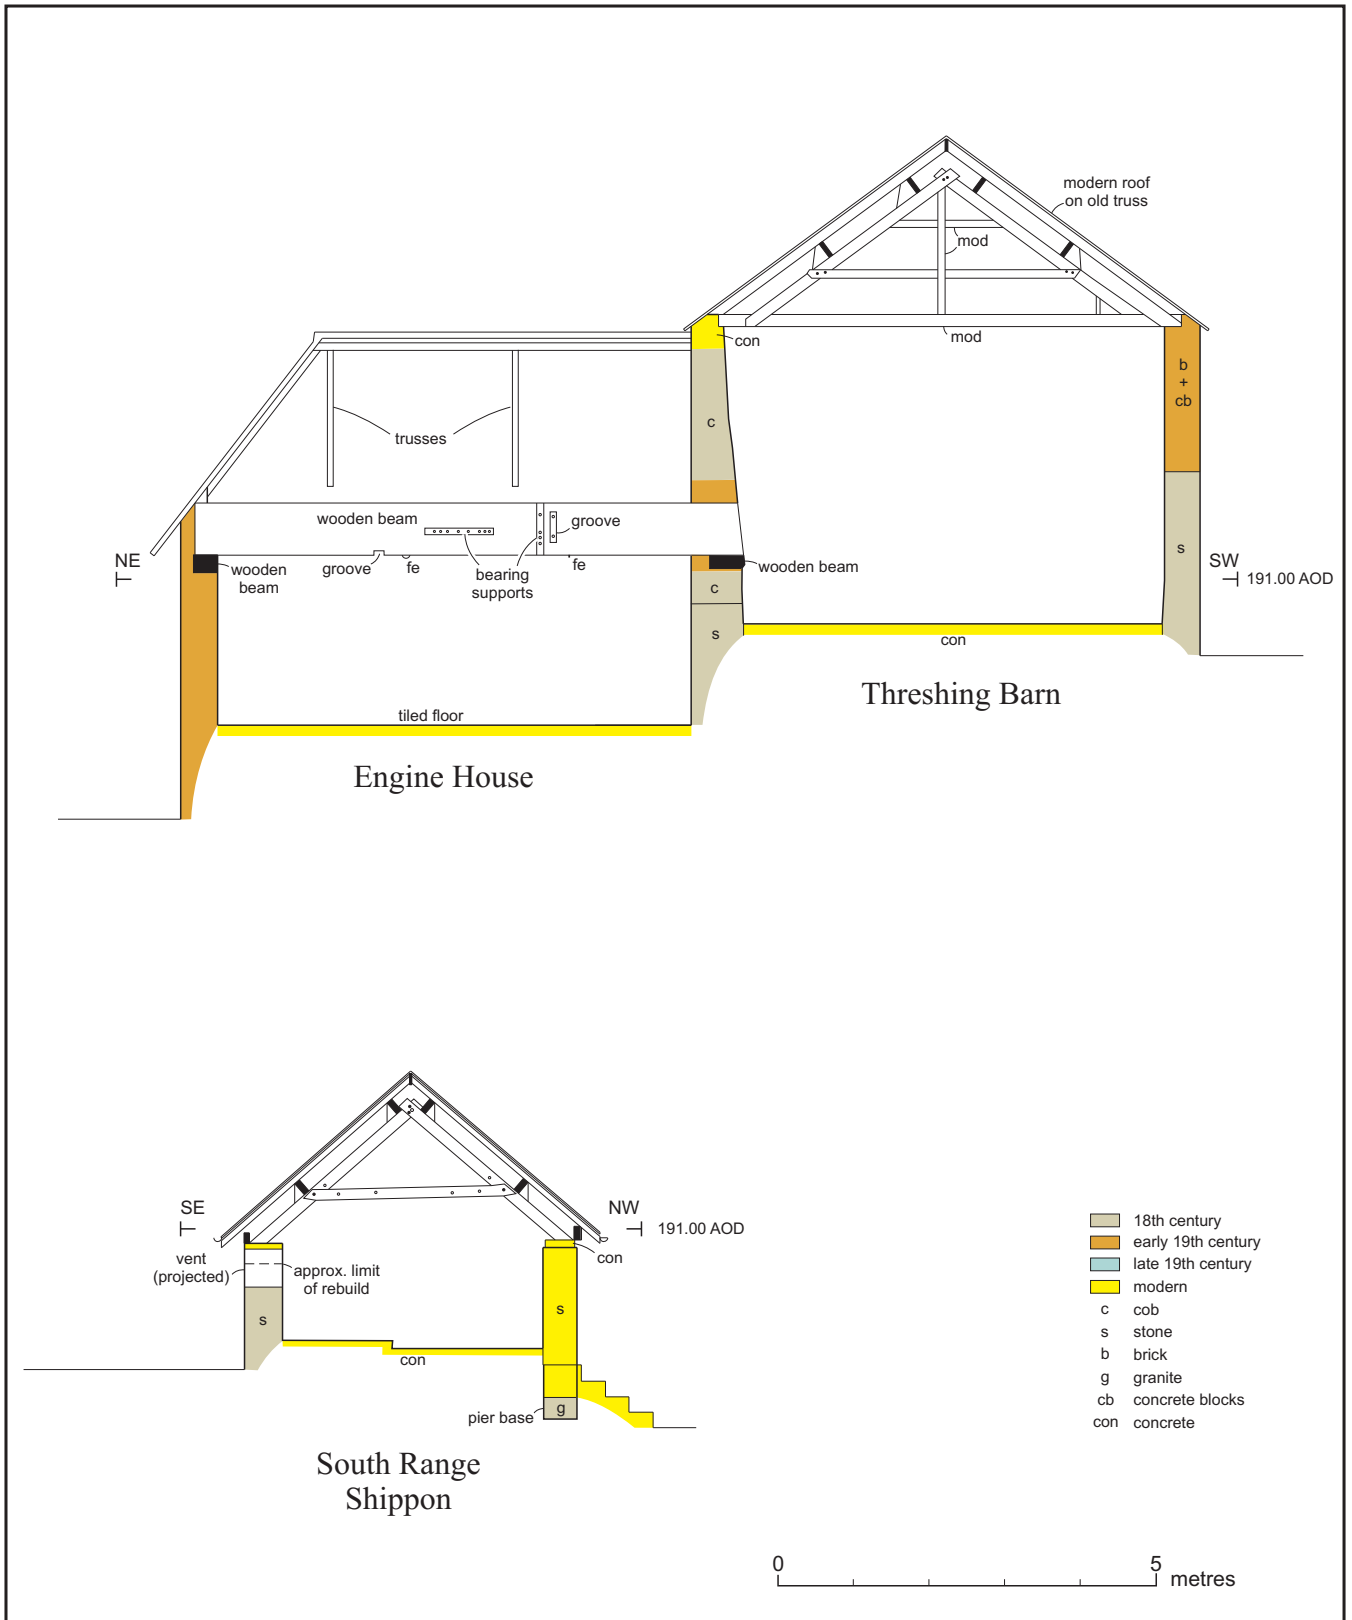 modern roof
on old truss
mod
mod
con
b
+
cb
trusses
c
wooden beam
groove
NE
wooden
beam
groove
fe
bearing
supports
fe
wooden beam
s
SW
191.00 AOD
c
s
con
Threshing Barn
tiled floor
Engine House
SE
NW
191.00 AOD
vent
(projected)
approx. limit
of rebuild
con
s
s
con
pier base
g
South Range
Shippon
18th century
early 19th century
late 19th century
modern
c cob
s stone
b brick
g granite
cb concrete blocks
con concrete
0 5
metres